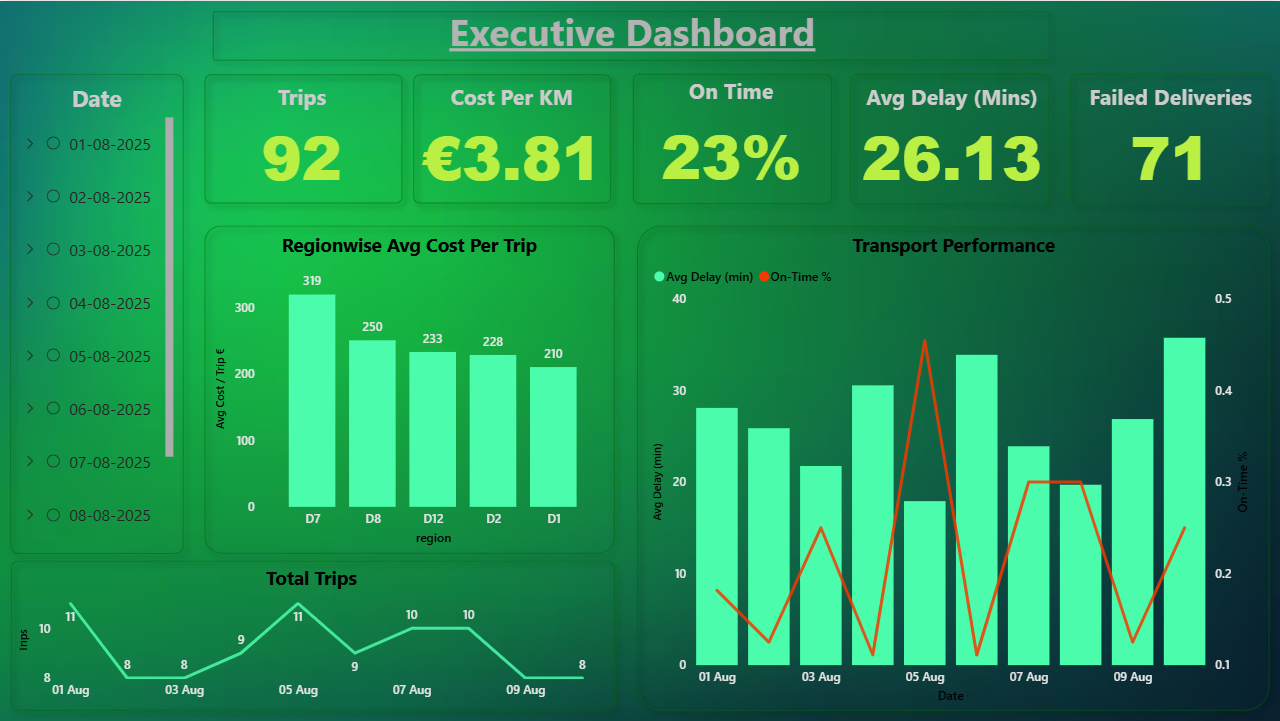 Executive Dashboard
Date
01-08-2025
02-08-2025
03-08-2025
04-08-2025
05-08-2025
06-08-2025
07-08-2025
08-08-2025
Trips
92
Cost Per KM
€3.81
On Time
23%
Avg Delay (Mins)
26.13
Failed Deliveries
71
Regionwise Avg Cost Per Trip
Avg Cost / Trip €
300
200
100
0
319
250
233
228
210
D7 D8 D12 D2 D1
region
Transport Performance
Avg Delay (min) On-Time %
Avg Delay (min)
40
30
20
10
0
0.5
0.4
0.3
0.2
0.1
On-Time %
01 Aug 03 Aug 05 Aug 07 Aug 09 Aug
Date
Total Trips
Trips
10
8
11 8 8 9 11 9 10 10 8
01 Aug 03 Aug 05 Aug 07 Aug 09 Aug